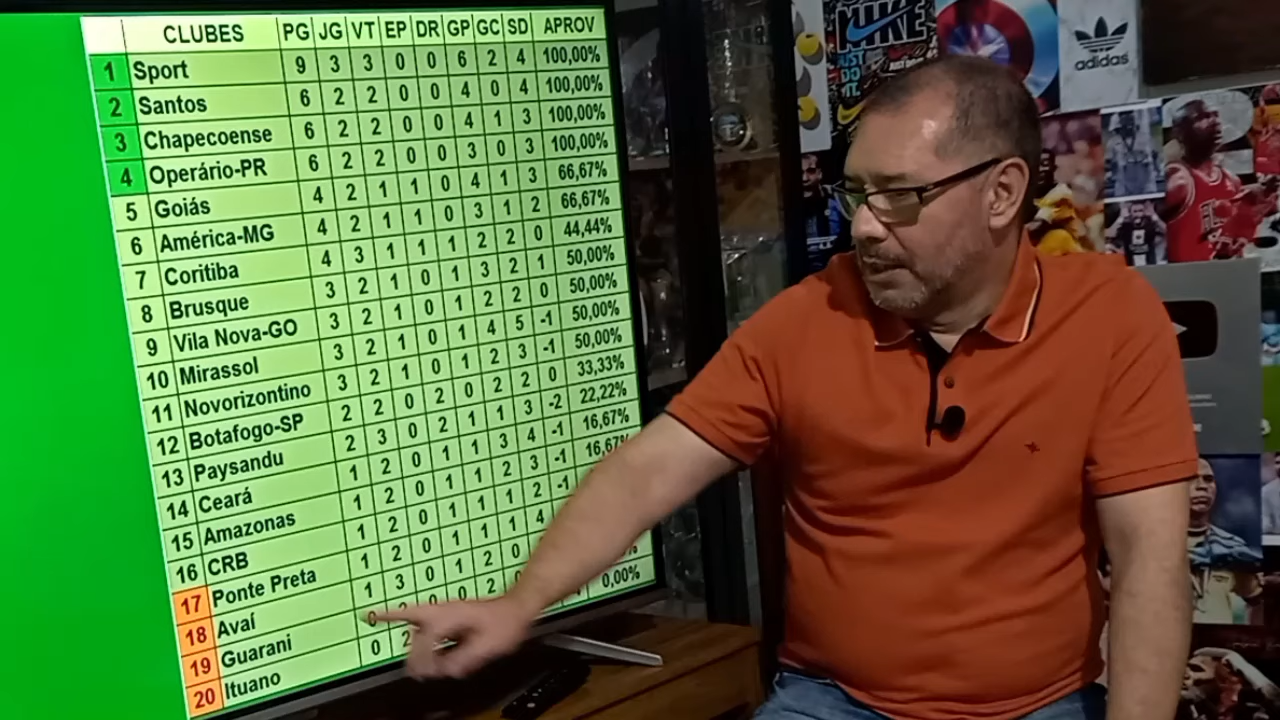 CLUBES PG JG VT EP DR GP GC SD APROV
1 Sport 9 3 3 0 0 6 2 4 100,00%
2 Santos 6 2 2 0 0 4 0 4 100,00%
3 Chapecoense 6 2 2 0 0 4 1 3 100,00%
4 Operário-PR 6 2 2 0 0 3 0 3 100,00%
5 Goiás 4 2 1 1 0 4 1 3 66,67%
6 América-MG 4 2 1 1 0 3 1 2 66,67%
7 Coritiba 4 3 1 1 1 2 2 0 44,44%
8 Brusque 3 2 1 0 1 3 2 1 50,00%
9 Vila Nova-GO 3 2 1 0 1 2 2 0 50,00%
10 Mirassol 3 2 1 0 1 4 5 -1 50,00%
11 Novorizontino 3 2 1 0 1 2 3 -1 50,00%
12 Botafogo-SP 2 2 0 2 0 2 2 0 33,33%
13 Paysandu 2 3 0 2 1 1 3 -2 22,22%
14 Ceará 1 2 0 1 1 3 4 -1 16,67%
15 Amazonas 1 2 0 1 1 2 3 -1 16,67%
16 CRB 1 2 0 1 1 1 2 -1
17 Ponte Preta 1 2 0 1 1 1 4
18 Avaí 1 3 0 1 2 0
19 Guarani 0 2 0 0 2
20 Ituano 0 2 0,00%
NIKE
JUST
DO
IT.
adidas